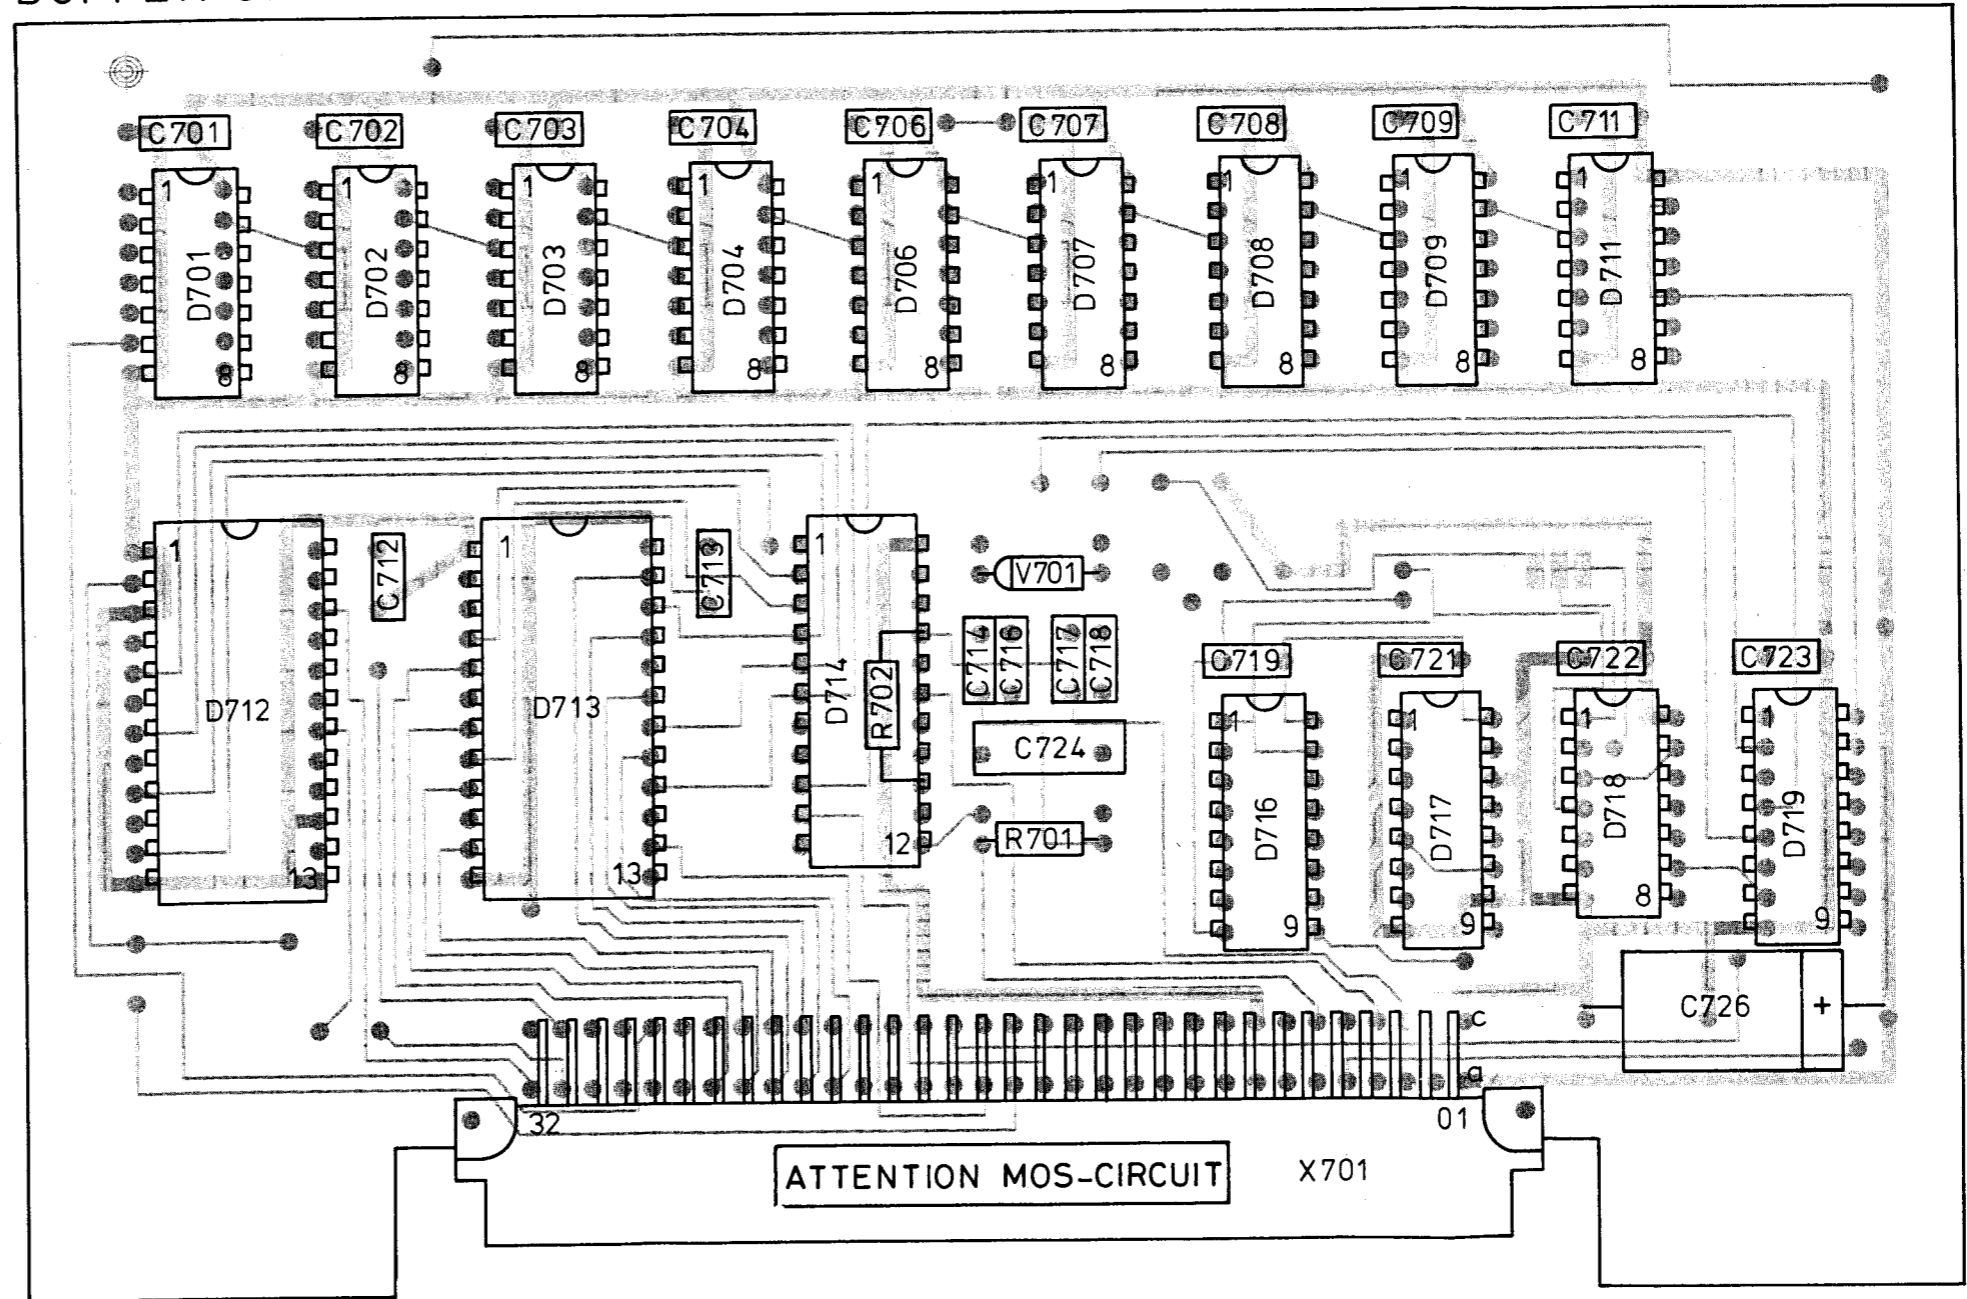 C701 C702 C703 C704 C706 C707 C708 C709 C711
1 1 1 1 1 1 1 1 1
D701 D702 D703 D704 D706 D707 D708 D709 D711
8 8 8 8 8 8 8 8 8
1 1 1
C712 C713
V701
C714 C716 C717 C718
C719 C721 C722 C723
D712 D713 D714 R702
1 1 1 1
C724
D716 D717 D718 D719
R701
13 13 12
9 9 8 9
C726 +
c
a
32 01
ATTENTION MOS-CIRCUIT X701